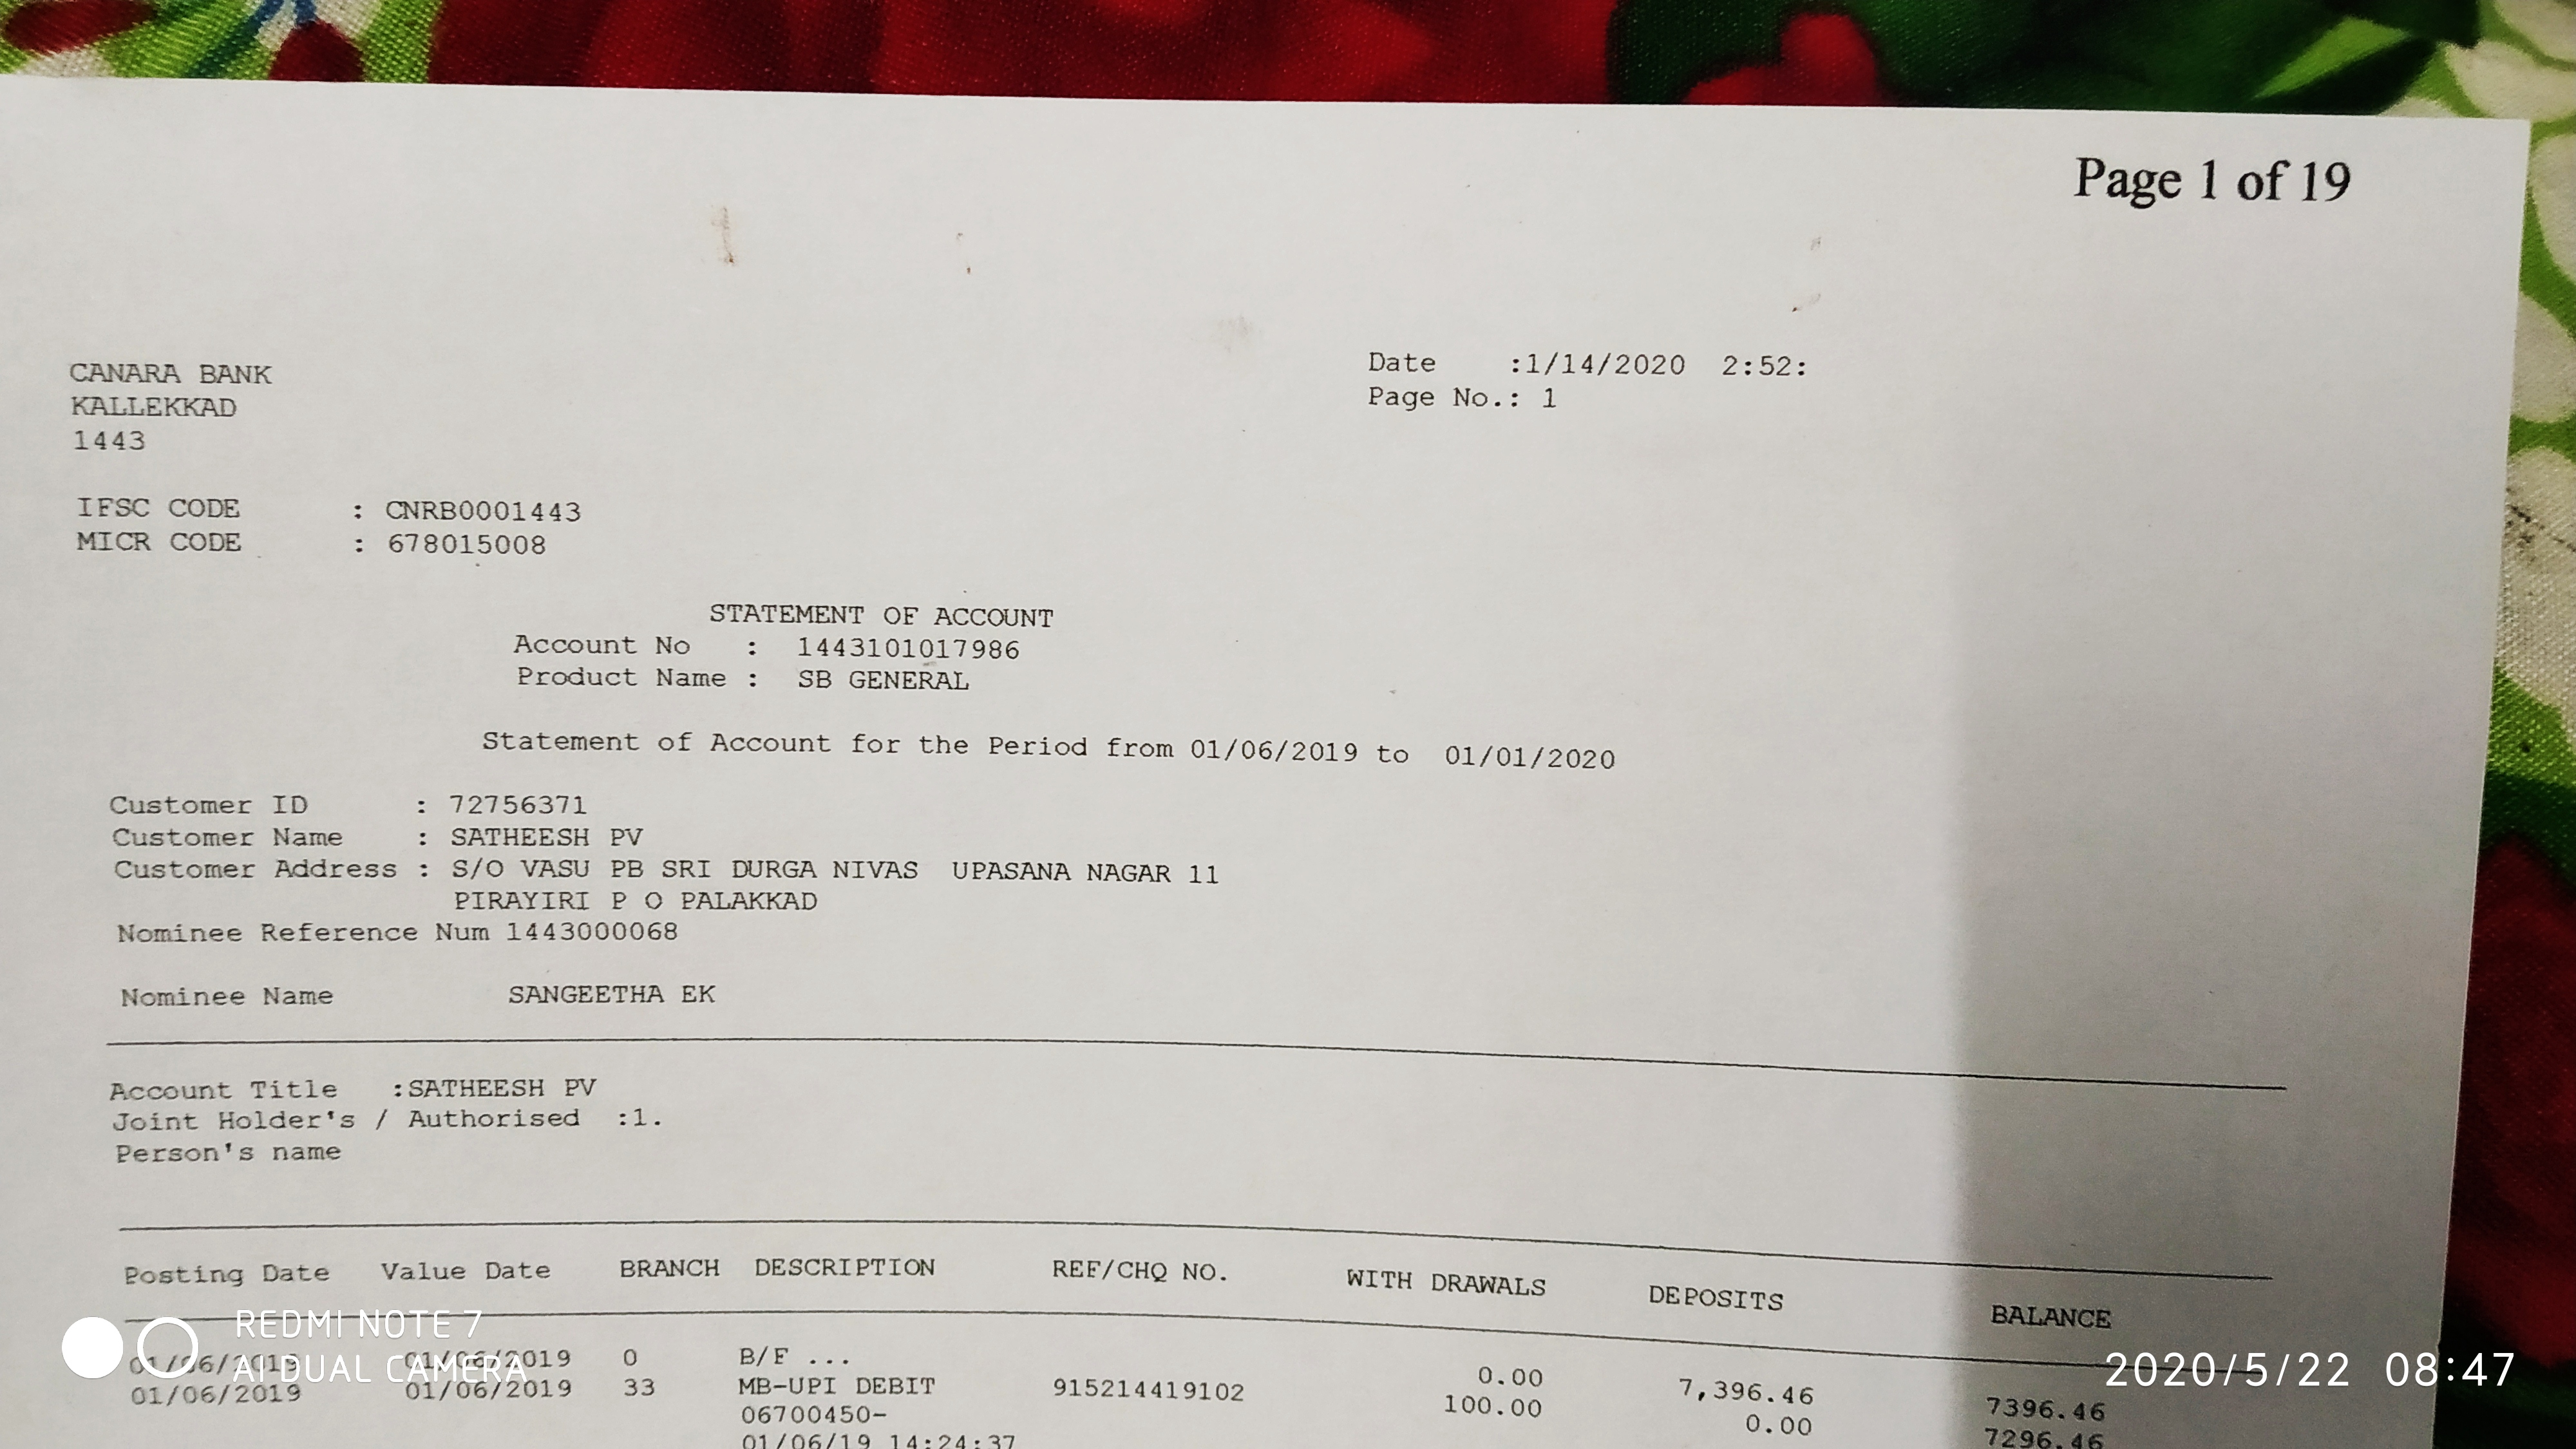 Page 1 of 19
CANARA BANK
KALLEKKAD
1443
Date :1/14/2020 2:52:
Page No.: 1
IFSC CODE : CNRB0001443
MICR CODE : 678015008
STATEMENT OF ACCOUNT
Account No : 1443101017986
Product Name : SB GENERAL
Statement of Account for the Period from 01/06/2019 to 01/01/2020
Customer ID : 72756371
Customer Name : SATHEESH PV
Customer Address : S/O VASU PB SRI DURGA NIVAS UPASANA NAGAR 11
PIRAYIRI P O PALAKKAD
Nominee Reference Num 1443000068
Nominee Name SANGEETHA EK
Account Title :SATHEESH PV
Joint Holder's / Authorised :1.
Person's name
Posting Date Value Date BRANCH DESCRIPTION REF/CHQ NO. WITH DRAWALS DEPOSITS BALANCE
01/06/2019 01/06/2019 0 B/F ... 0.00 7,396.46 7396.46
01/06/2019 01/06/2019 33 MB-UPI DEBIT 915214419102 100.00 0.00 7296.46
06700450-
01/06/19 14:24:37
REDMI NOTE 7
AI DUAL CAMERA
2020/5/22 08:47